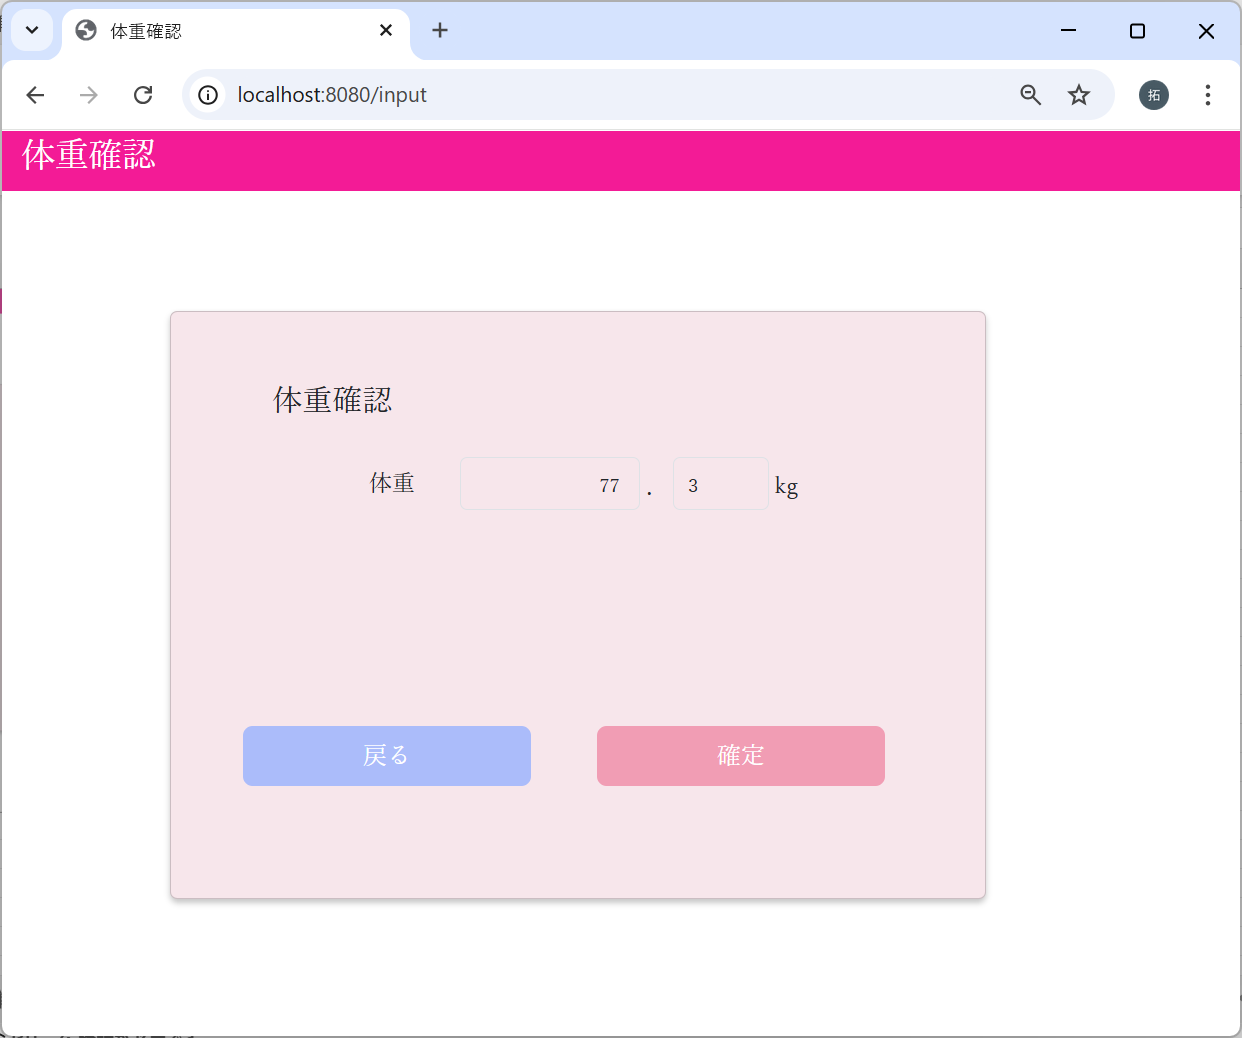 体重確認
localhost:8080/input
拓
体重確認
体重確認
体重 77 . 3 kg
戻る 確定